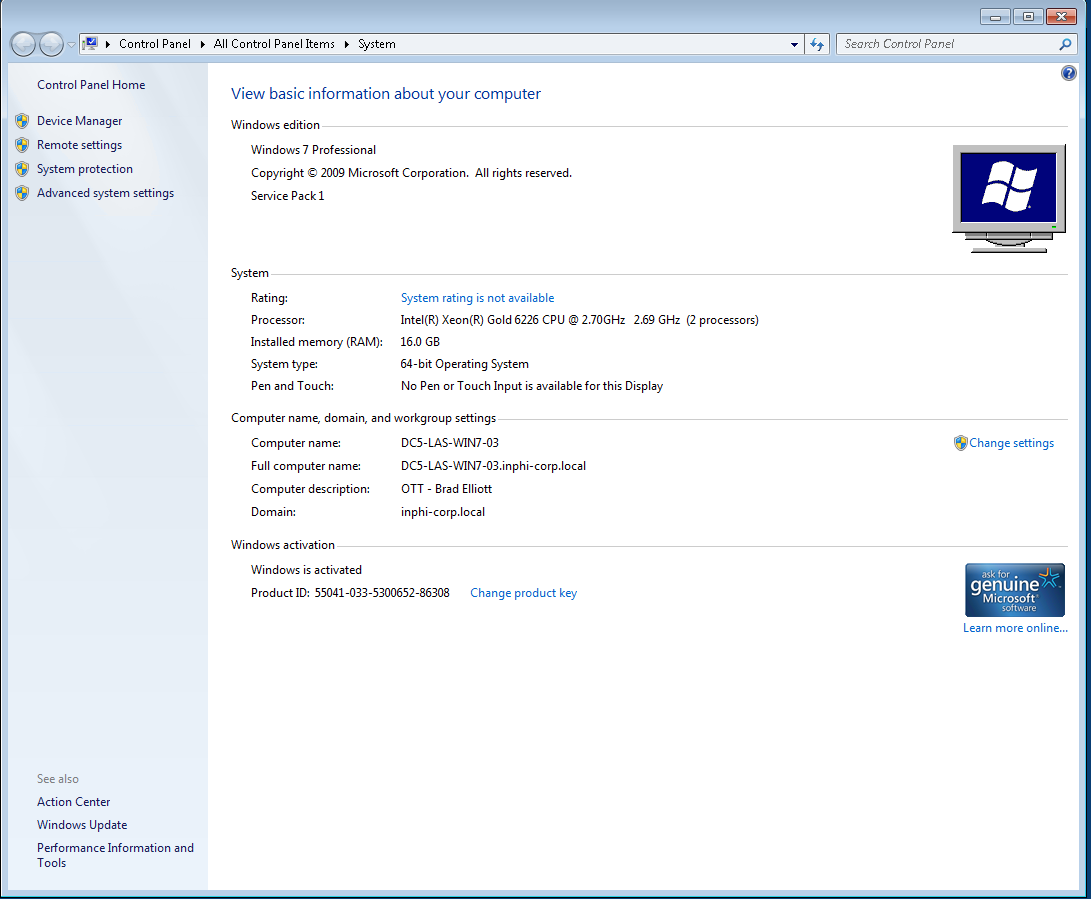 Control Panel
All Control Panel Items
System
Search Control Panel
Control Panel Home
Device Manager
Remote settings
System protection
Advanced system settings
View basic information about your computer
Windows edition
Windows 7 Professional
Copyright © 2009 Microsoft Corporation.  All rights reserved.
Service Pack 1
System
Rating: System rating is not available
Processor: Intel(R) Xeon(R) Gold 6226 CPU @ 2.70GHz   2.69 GHz  (2 processors)
Installed memory (RAM): 16.0 GB
System type: 64-bit Operating System
Pen and Touch: No Pen or Touch Input is available for this Display
Computer name, domain, and workgroup settings
Computer name: DC5-LAS-WIN7-03
Change settings
Full computer name: DC5-LAS-WIN7-03.inphi-corp.local
Computer description: OTT - Brad Elliott
Domain: inphi-corp.local
Windows activation
Windows is activated
Product ID: 55041-033-5300652-86308 Change product key
ask for
genuine
Microsoft
software
Learn more online...
See also
Action Center
Windows Update
Performance Information and
Tools